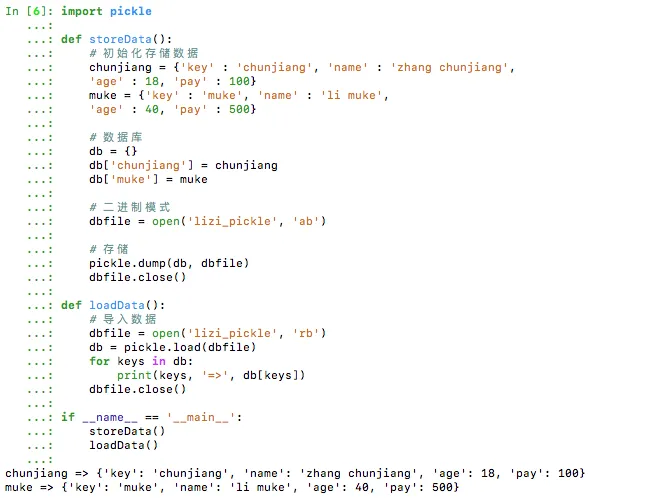 In [6]: import pickle
   ...:
   ...: def storeData():
   ...:     # 初始化存储数据
   ...:     chunjiang = {'key' : 'chunjiang', 'name' : 'zhang chunjiang',
   ...:     'age' : 18, 'pay' : 100}
   ...:     muke = {'key' : 'muke', 'name' : 'li muke',
   ...:     'age' : 40, 'pay' : 500}
   ...:
   ...:     # 数据库
   ...:     db = {}
   ...:     db['chunjiang'] = chunjiang
   ...:     db['muke'] = muke
   ...:
   ...:     # 二进制模式
   ...:     dbfile = open('lizi_pickle', 'ab')
   ...:
   ...:     # 存储
   ...:     pickle.dump(db, dbfile)
   ...:     dbfile.close()
   ...:
   ...: def loadData():
   ...:     # 导入数据
   ...:     dbfile = open('lizi_pickle', 'rb')
   ...:     db = pickle.load(dbfile)
   ...:     for keys in db:
   ...:         print(keys, '=>', db[keys])
   ...:     dbfile.close()
   ...:
   ...: if __name__ == '__main__':
   ...:     storeData()
   ...:     loadData()
   ...:
chunjiang => {'key': 'chunjiang', 'name': 'zhang chunjiang', 'age': 18, 'pay': 100}
muke => {'key': 'muke', 'name': 'li muke', 'age': 40, 'pay': 500}